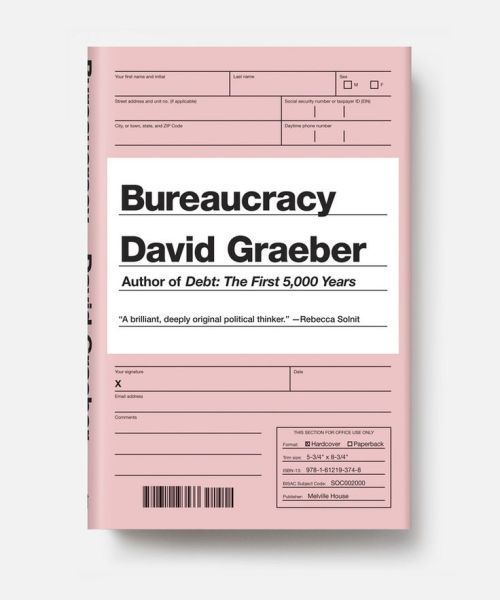 Bureaucracy David Graeber
Your first name and initial
Last name
Sex
M
F
Street address and unit no. (if applicable)
Social security number or taxpayer ID (EIN)
City, or town, state, and ZIP Code
Daytime phone number
Bureaucracy
David Graeber
Author of Debt: The First 5,000 Years
“A brilliant, deeply original political thinker.” —Rebecca Solnit
Your signature
Date
X
Email address
Comments
THIS SECTION FOR OFFICE USE ONLY
Format: Hardcover Paperback
Trim size: 5-3/4" x 8-3/4"
ISBN-13: 978-1-61219-374-8
BISAC Subject Code: SOC002000
Publisher: Melville House